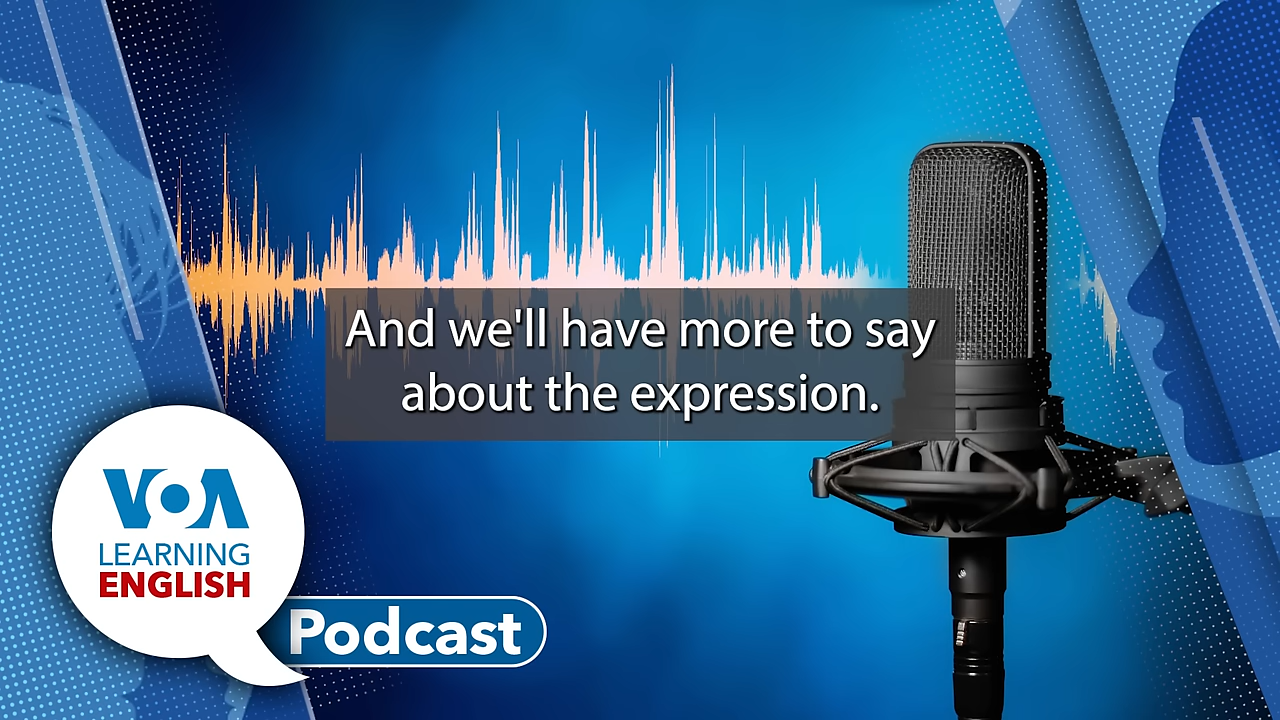 And we'll have more to say
about the expression.
VOA
LEARNING
ENGLISH
Podcast